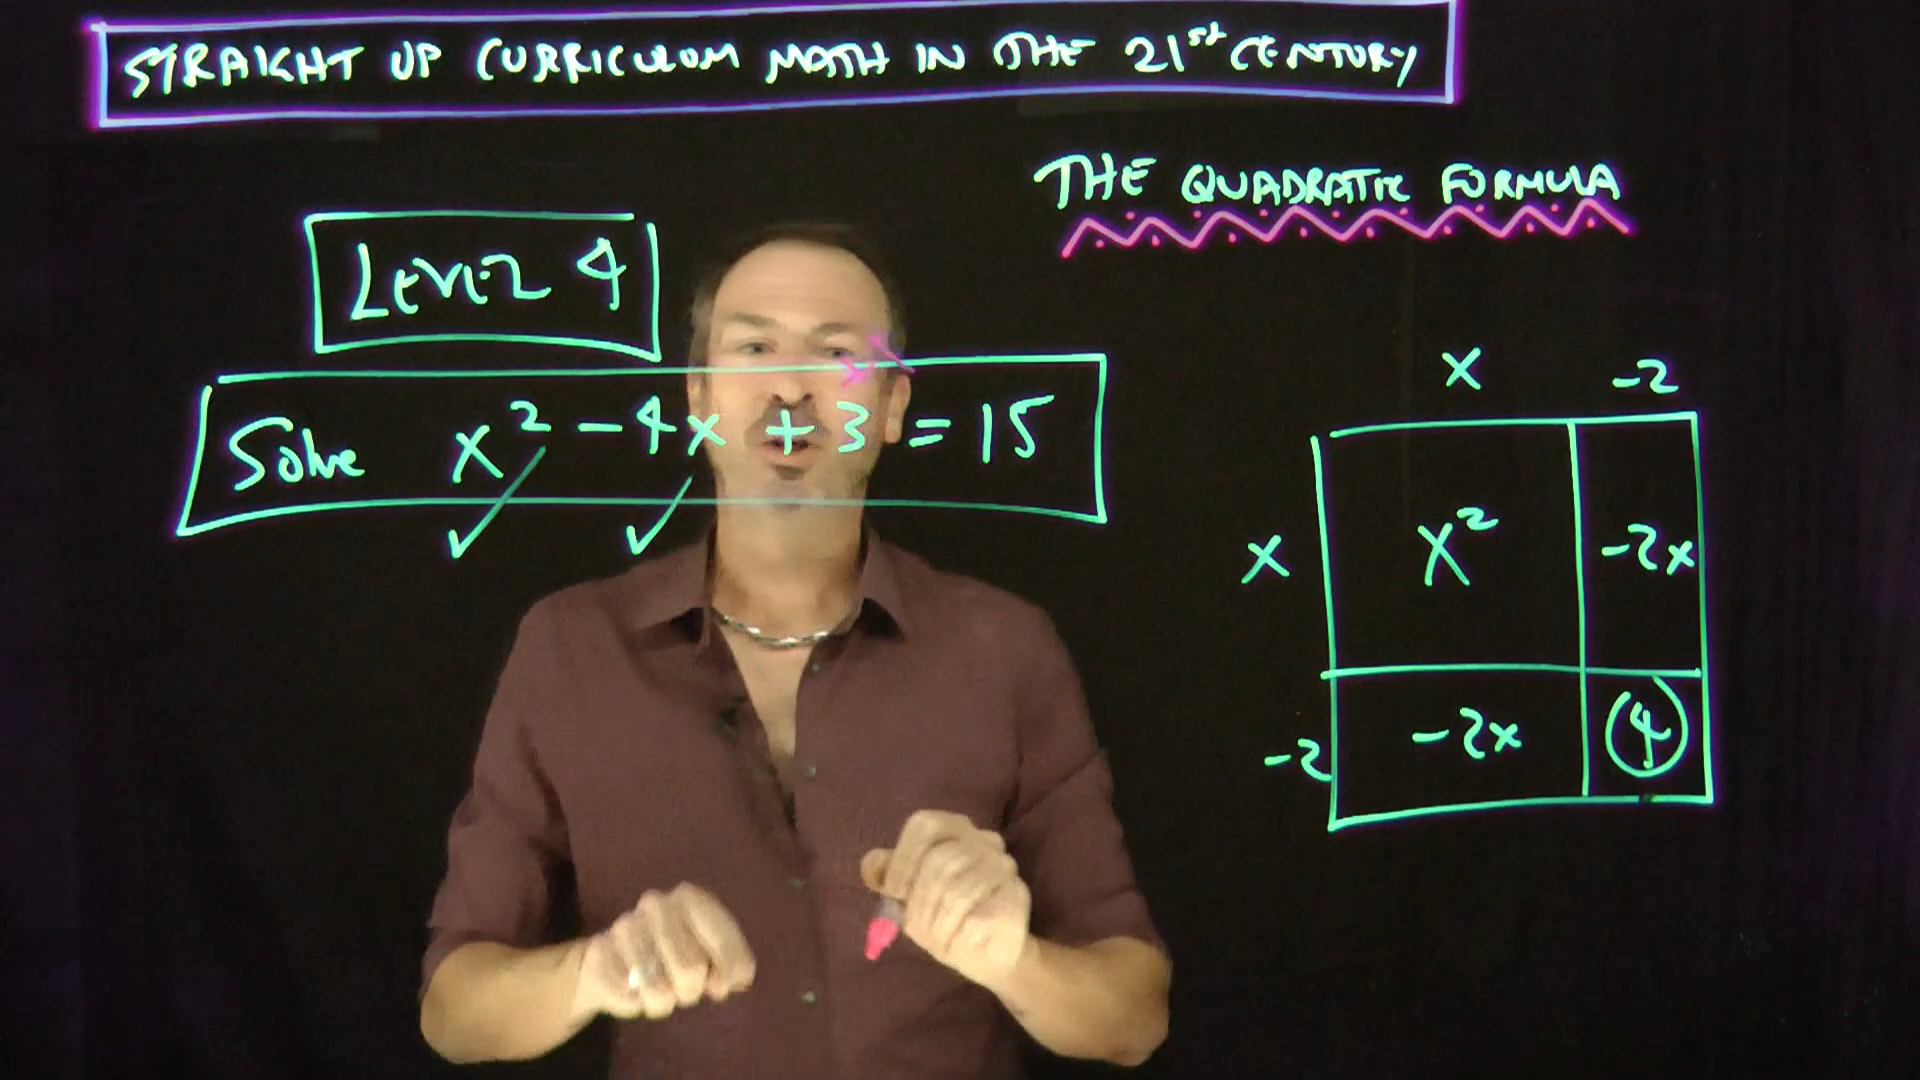 STRAIGHT UP CURRICULUM MATH IN THE 21st CENTURY
THE QUADRATIC FORMULA
LEVEL 4
Solve x² - 4x + 3 = 15
x -2
x x² -2x
-2 -2x 4